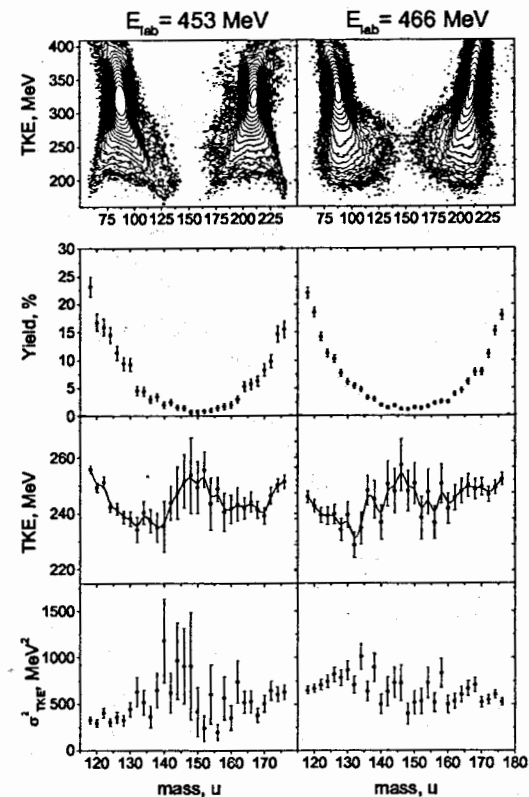 E_lab = 453 MeV E_lab = 466 MeV
TKE, MeV
400
350
300
250
200
75 100 125 150 175 200 225 75 100 125 150 175 200 225
Yield, %
30
25
20
15
10
5
0
TKE, MeV
260
240
220
σ²_TKE, MeV²
1500
1000
500
0
120 130 140 150 160 170 120 130 140 150 160 170 180
mass, u mass, u